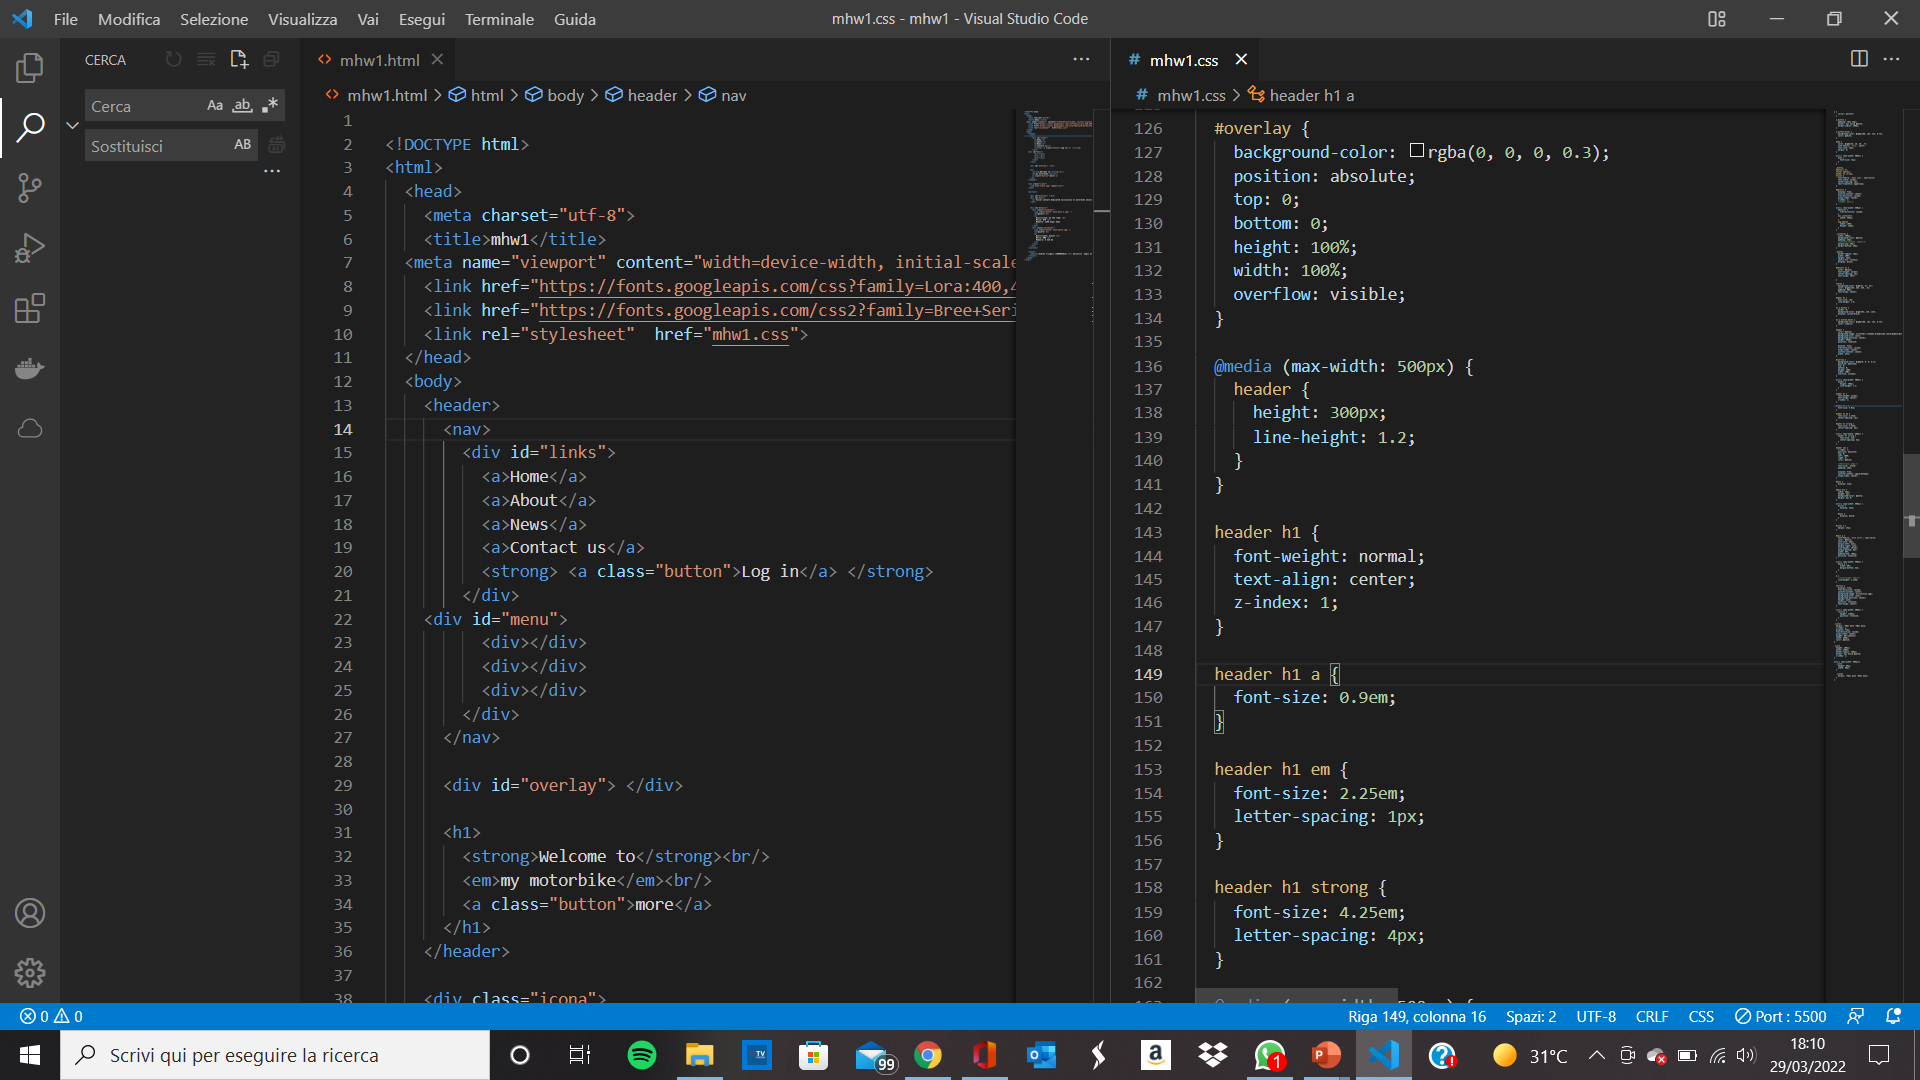 File Modifica Selezione Visualizza Vai Esegui Terminale Guida
mhw1.css - mhw1 - Visual Studio Code
CERCA
Cerca
Aa ab
Sostituisci
AB
mhw1.html
mhw1.html > html > body > header > nav
1
2 <!DOCTYPE html>
3 <html>
4 <head>
5 <meta charset="utf-8">
6 <title>mhw1</title>
7 <meta name="viewport" content="width=device-width, initial-scale
8 <link href="https://fonts.googleapis.com/css?family=Lora:400,4
9 <link href="https://fonts.googleapis.com/css2?family=Bree+Seri
10 <link rel="stylesheet"  href="mhw1.css">
11 </head>
12 <body>
13 <header>
14 <nav>
15 <div id="links">
16 <a>Home</a>
17 <a>About</a>
18 <a>News</a>
19 <a>Contact us</a>
20 <strong> <a class="button">Log in</a> </strong>
21 </div>
22 <div id="menu">
23 <div></div>
24 <div></div>
25 <div></div>
26 </div>
27 </nav>
28
29 <div id="overlay"> </div>
30
31 <h1>
32 <strong>Welcome to</strong><br/>
33 <em>my motorbike</em><br/>
34 <a class="button">more</a>
35 </h1>
36 </header>
37
38 <div class="icona">
mhw1.css
mhw1.css > header h1 a
126 #overlay {
127 background-color: rgba(0, 0, 0, 0.3);
128 position: absolute;
129 top: 0;
130 bottom: 0;
131 height: 100%;
132 width: 100%;
133 overflow: visible;
134 }
135
136 @media (max-width: 500px) {
137 header {
138 height: 300px;
139 line-height: 1.2;
140 }
141 }
142
143 header h1 {
144 font-weight: normal;
145 text-align: center;
146 z-index: 1;
147 }
148
149 header h1 a {
150 font-size: 0.9em;
151 }
152
153 header h1 em {
154 font-size: 2.25em;
155 letter-spacing: 1px;
156 }
157
158 header h1 strong {
159 font-size: 4.25em;
160 letter-spacing: 4px;
161 }
162
0 0
Riga 149, colonna 16 Spazi: 2 UTF-8 CRLF CSS Port : 5500
Scrivi qui per eseguire la ricerca
TV
99
a
1
P
31°C
18:10
29/03/2022